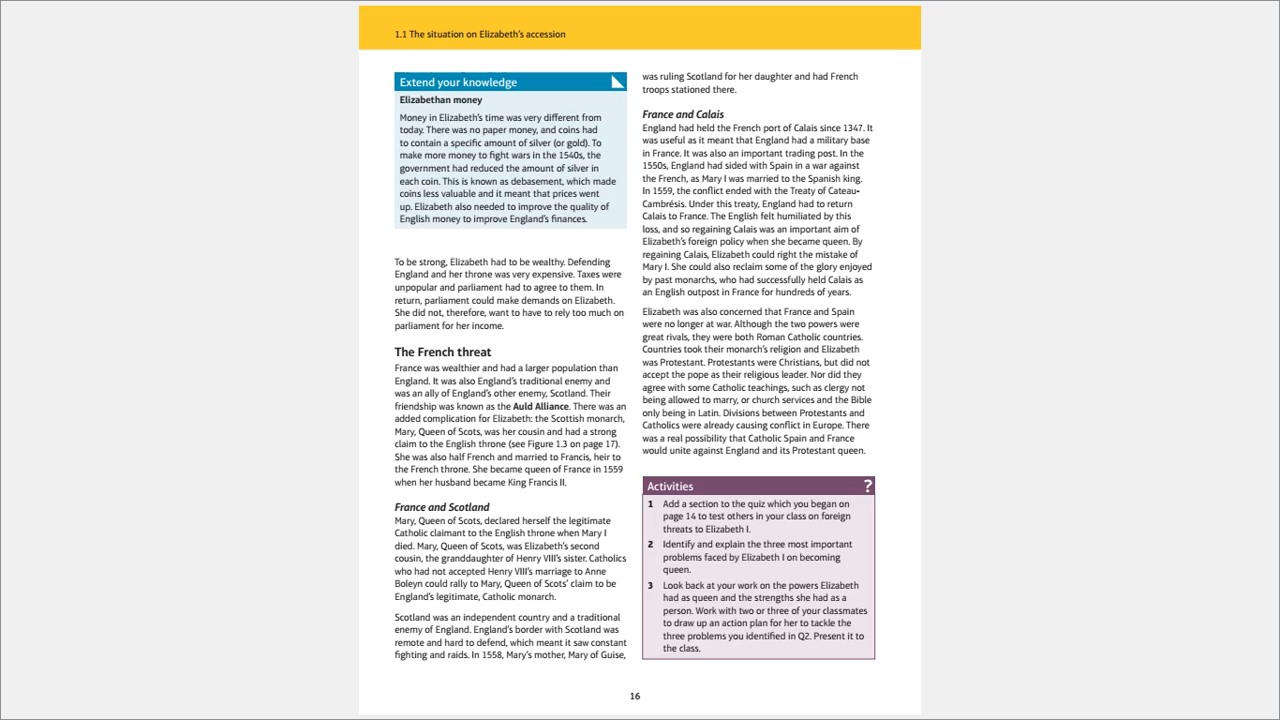 1.1 The situation on Elizabeth's accession
Extend your knowledge
Elizabethan money
Money in Elizabeth's time was very different from
today. There was no paper money, and coins had
to contain a specific amount of silver (or gold). To
make more money to fight wars in the 1540s, the
government had reduced the amount of silver in
each coin. This is known as debasement, which made
coins less valuable and it meant that prices went
up. Elizabeth also needed to improve the quality of
English money to improve England's finances.
To be strong, Elizabeth had to be wealthy. Defending
England and her throne was very expensive. Taxes were
unpopular and parliament had to agree to them. In
return, parliament could make demands on Elizabeth.
She did not, therefore, want to have to rely too much on
parliament for her income.
The French threat
France was wealthier and had a larger population than
England. It was also England's traditional enemy and
was an ally of England's other enemy, Scotland. Their
friendship was known as the Auld Alliance. There was an
added complication for Elizabeth: the Scottish monarch,
Mary, Queen of Scots, was her cousin and had a strong
claim to the English throne (see Figure 1.3 on page 17).
She was also half French and married to Francis, heir to
the French throne. She became queen of France in 1559
when her husband became King Francis II.
France and Scotland
Mary, Queen of Scots, declared herself the legitimate
Catholic claimant to the English throne when Mary I
died. Mary, Queen of Scots, was Elizabeth's second
cousin, the granddaughter of Henry VIII's sister. Catholics
who had not accepted Henry VIII's marriage to Anne
Boleyn could rally to Mary, Queen of Scots' claim to be
England's legitimate, Catholic monarch.
Scotland was an independent country and a traditional
enemy of England. England's border with Scotland was
remote and hard to defend, which meant it saw constant
fighting and raids. In 1558, Mary's mother, Mary of Guise,
was ruling Scotland for her daughter and had French
troops stationed there.
France and Calais
England had held the French port of Calais since 1347. It
was useful as it meant that England had a military base
in France. It was also an important trading post. In the
1550s, England had sided with Spain in a war against
the French, as Mary I was married to the Spanish king.
In 1559, the conflict ended with the Treaty of Cateau-
Cambrésis. Under this treaty, England had to return
Calais to France. The English felt humiliated by this
loss, and so regaining Calais was an important aim of
Elizabeth's foreign policy when she became queen. By
regaining Calais, Elizabeth could right the mistake of
Mary I. She could also reclaim some of the glory enjoyed
by past monarchs, who had successfully held Calais as
an English outpost in France for hundreds of years.
Elizabeth was also concerned that France and Spain
were no longer at war. Although the two powers were
great rivals, they were both Roman Catholic countries.
Countries took their monarch's religion and Elizabeth
was Protestant. Protestants were Christians, but did not
accept the pope as their religious leader. Nor did they
agree with some Catholic teachings, such as clergy not
being allowed to marry, or church services and the Bible
only being in Latin. Divisions between Protestants and
Catholics were already causing conflict in Europe. There
was a real possibility that Catholic Spain and France
would unite against England and its Protestant queen.
Activities ?
1 Add a section to the quiz which you began on
page 14 to test others in your class on foreign
threats to Elizabeth I.
2 Identify and explain the three most important
problems faced by Elizabeth I on becoming
queen.
3 Look back at your work on the powers Elizabeth
had as queen and the strengths she had as a
person. Work with two or three of your classmates
to draw up an action plan for her to tackle the
three problems you identified in Q2. Present it to
the class.
16